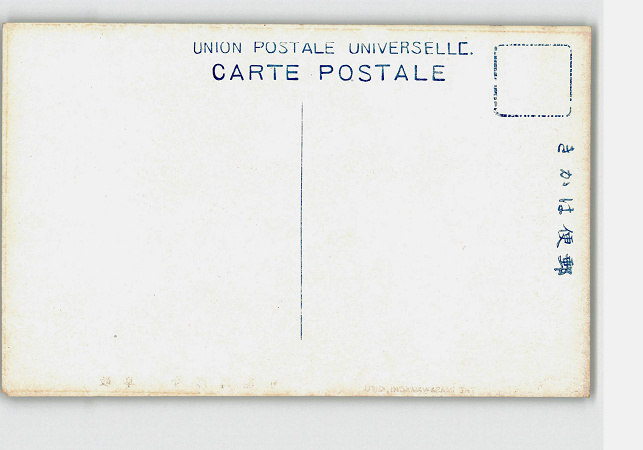 UNION POSTALE UNIVERSELLE.
CARTE POSTALE
きかは便郵